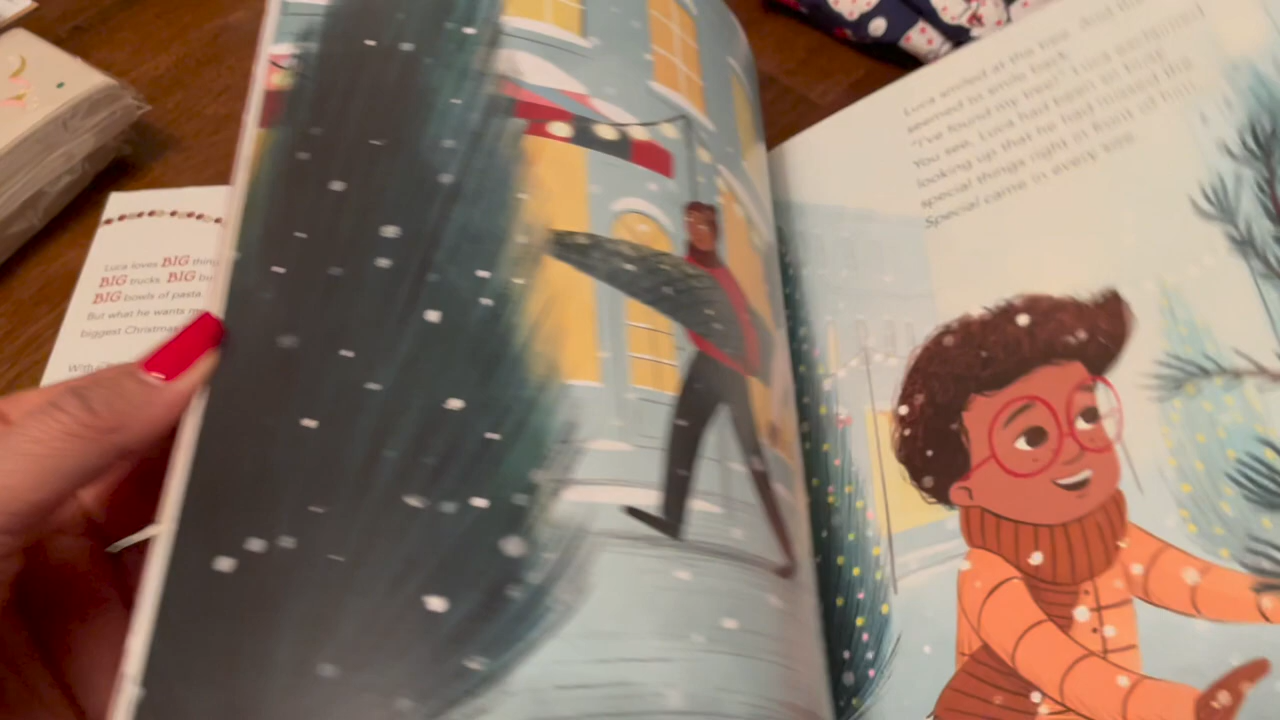 Luca loves BIG thin
BIG trucks, BIG bo
BIG bowls of pasta
But what he wants m
biggest Christmas
With
Luca smiled at the tree. And the
seemed to smile back.
"I've found my tree!" Luca exclaimed.
You see, Luca had been so busy
looking up that he had missed the
special things right in front of him.
Special came in every size.